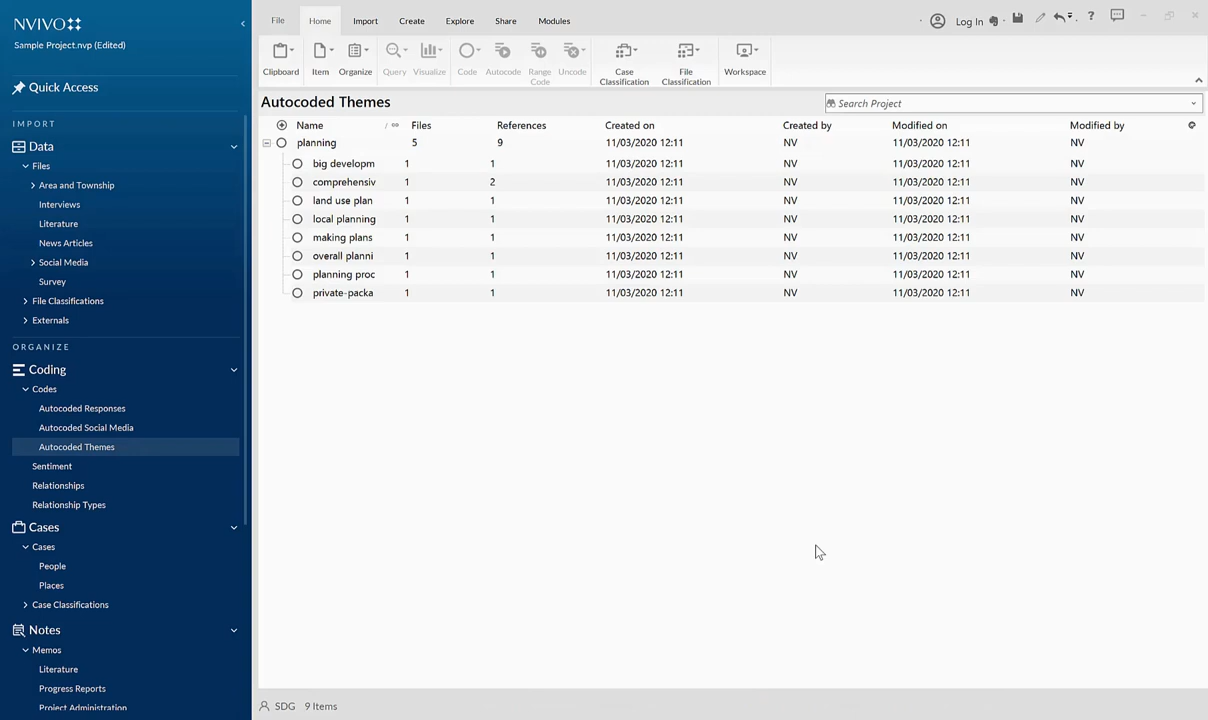 NVIVO
Sample Project.nvp (Edited)
Quick Access
IMPORT
Data
Files
Area and Township
Interviews
Literature
News Articles
Social Media
Survey
File Classifications
Externals
ORGANIZE
Coding
Codes
Autocoded Responses
Autocoded Social Media
Autocoded Themes
Sentiment
Relationships
Relationship Types
Cases
Cases
People
Places
Case Classifications
Notes
Memos
Literature
Progress Reports
Project Administration
File Home Import Create Explore Share Modules
Log In ?
Clipboard Item Organize Query Visualize Code Autocode Range Code Uncode Case Classification File Classification Workspace
Autocoded Themes
Search Project
Name Files References Created on Created by Modified on Modified by
planning 5 9 11/03/2020 12:11 NV 11/03/2020 12:11 NV
big developm 1 1 11/03/2020 12:11 NV 11/03/2020 12:11 NV
comprehensiv 1 2 11/03/2020 12:11 NV 11/03/2020 12:11 NV
land use plan 1 1 11/03/2020 12:11 NV 11/03/2020 12:11 NV
local planning 1 1 11/03/2020 12:11 NV 11/03/2020 12:11 NV
making plans 1 1 11/03/2020 12:11 NV 11/03/2020 12:11 NV
overall planni 1 1 11/03/2020 12:11 NV 11/03/2020 12:11 NV
planning proc 1 1 11/03/2020 12:11 NV 11/03/2020 12:11 NV
private-packa 1 1 11/03/2020 12:11 NV 11/03/2020 12:11 NV
SDG 9 Items